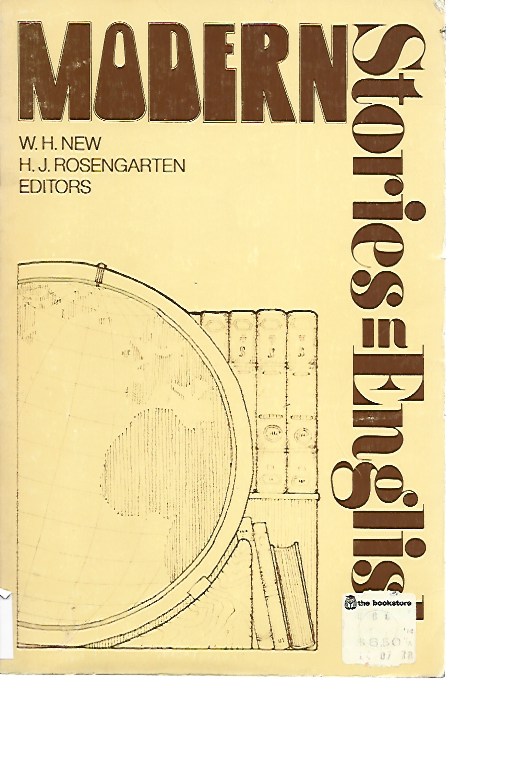 MODERN
Stories in English
W. H. NEW
H. J. ROSENGARTEN
EDITORS
the bookstore